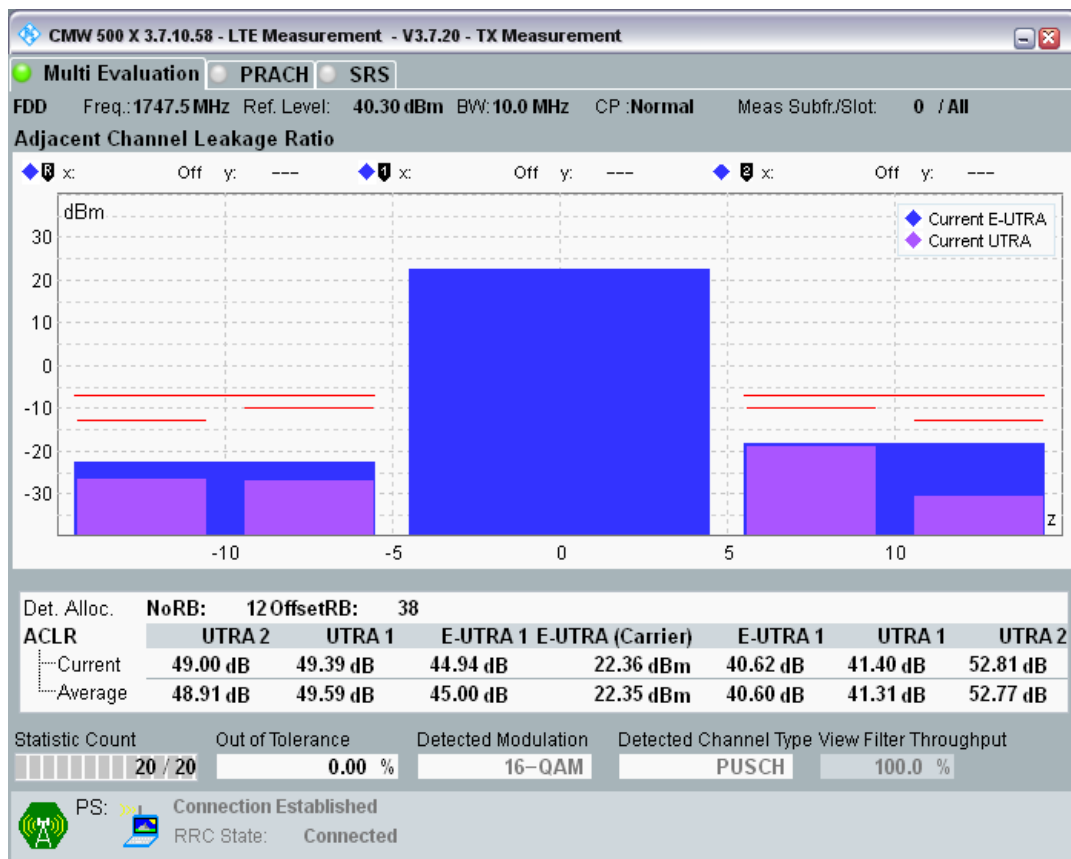 CMW 500 X 3.7.10.58 - LTE Measurement - V3.7.20 - TX Measurement
Multi Evaluation PRACH SRS
FDD Freq.:1747.5 MHz Ref. Level: 40.30 dBm BW:10.0 MHz CP :Normal Meas Subfr./Slot: 0 / All
Adjacent Channel Leakage Ratio
R x: Off y: --- 1 x: Off y: --- 2 x: Off y: ---
dBm
Current E-UTRA
Current UTRA
30
20
10
0
-10
-20
-30
z
-10 -5 0 5 10
Det. Alloc. NoRB: 12 OffsetRB: 38
ACLR UTRA 2 UTRA 1 E-UTRA 1 E-UTRA (Carrier) E-UTRA 1 UTRA 1 UTRA 2
Current 49.00 dB 49.39 dB 44.94 dB 22.36 dBm 40.62 dB 41.40 dB 52.81 dB
Average 48.91 dB 49.59 dB 45.00 dB 22.35 dBm 40.60 dB 41.31 dB 52.77 dB
Statistic Count Out of Tolerance Detected Modulation Detected Channel Type View Filter Throughput
20 / 20 0.00 % 16-QAM PUSCH 100.0 %
PS: Connection Established
RRC State: Connected